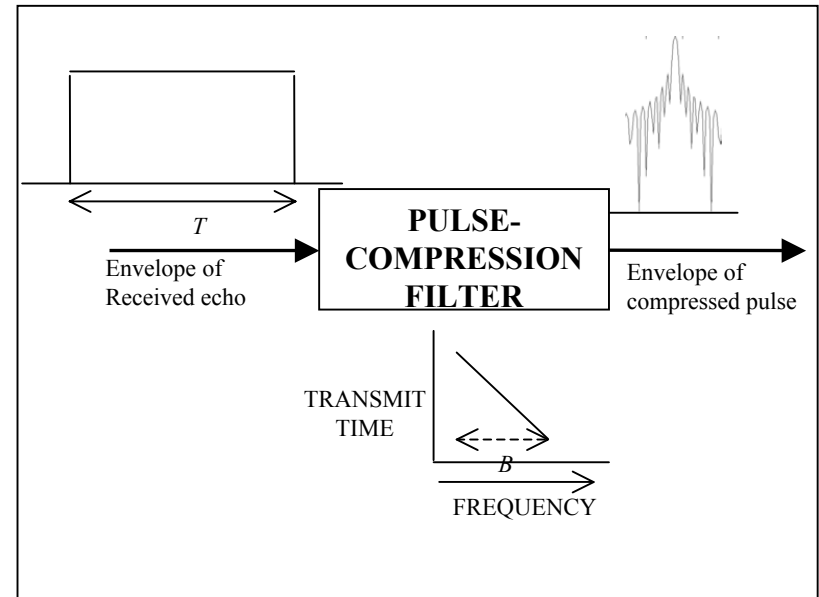 T
PULSE-
COMPRESSION
FILTER
Envelope of
Received echo
Envelope of
compressed pulse
TRANSMIT
TIME
B
FREQUENCY